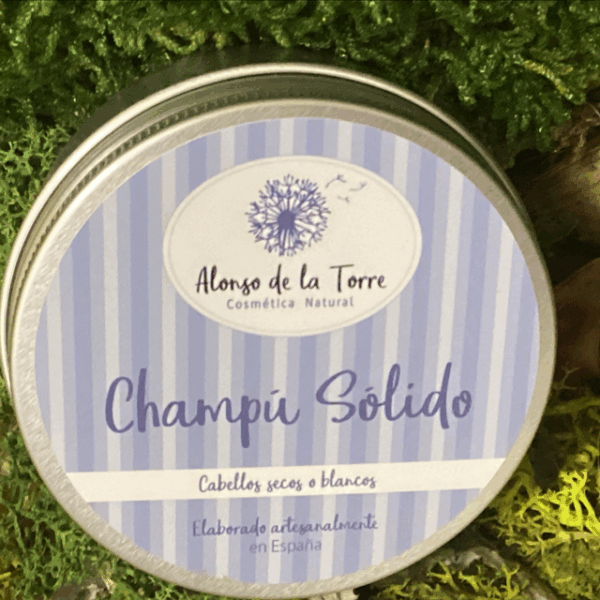 Alonso de la Torre
Cosmética Natural
Champú Sólido
Cabellos secos o blancos
Elaborado artesanalmente
en España